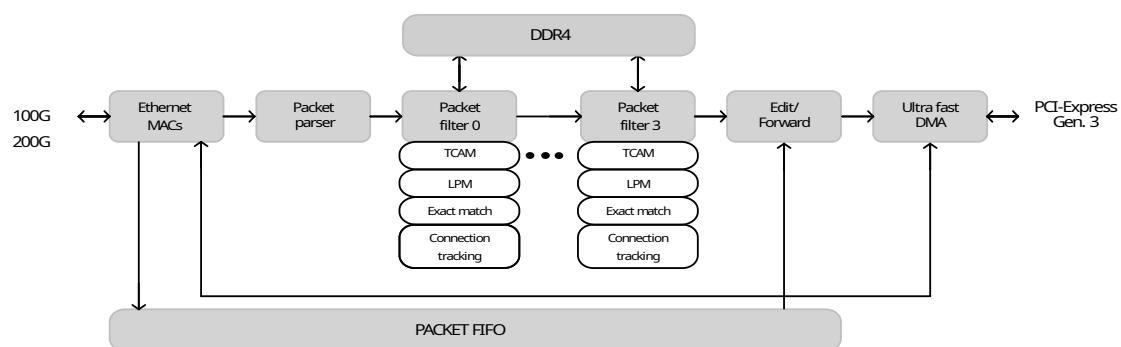 DDR4
100G
200G
Ethernet
MACs
Packet
parser
Packet
filter 0
Packet
filter 3
Edit/
Forward
Ultra fast
DMA
PCI-Express
Gen. 3
TCAM
LPM
Exact match
Connection
tracking
TCAM
LPM
Exact match
Connection
tracking
PACKET FIFO